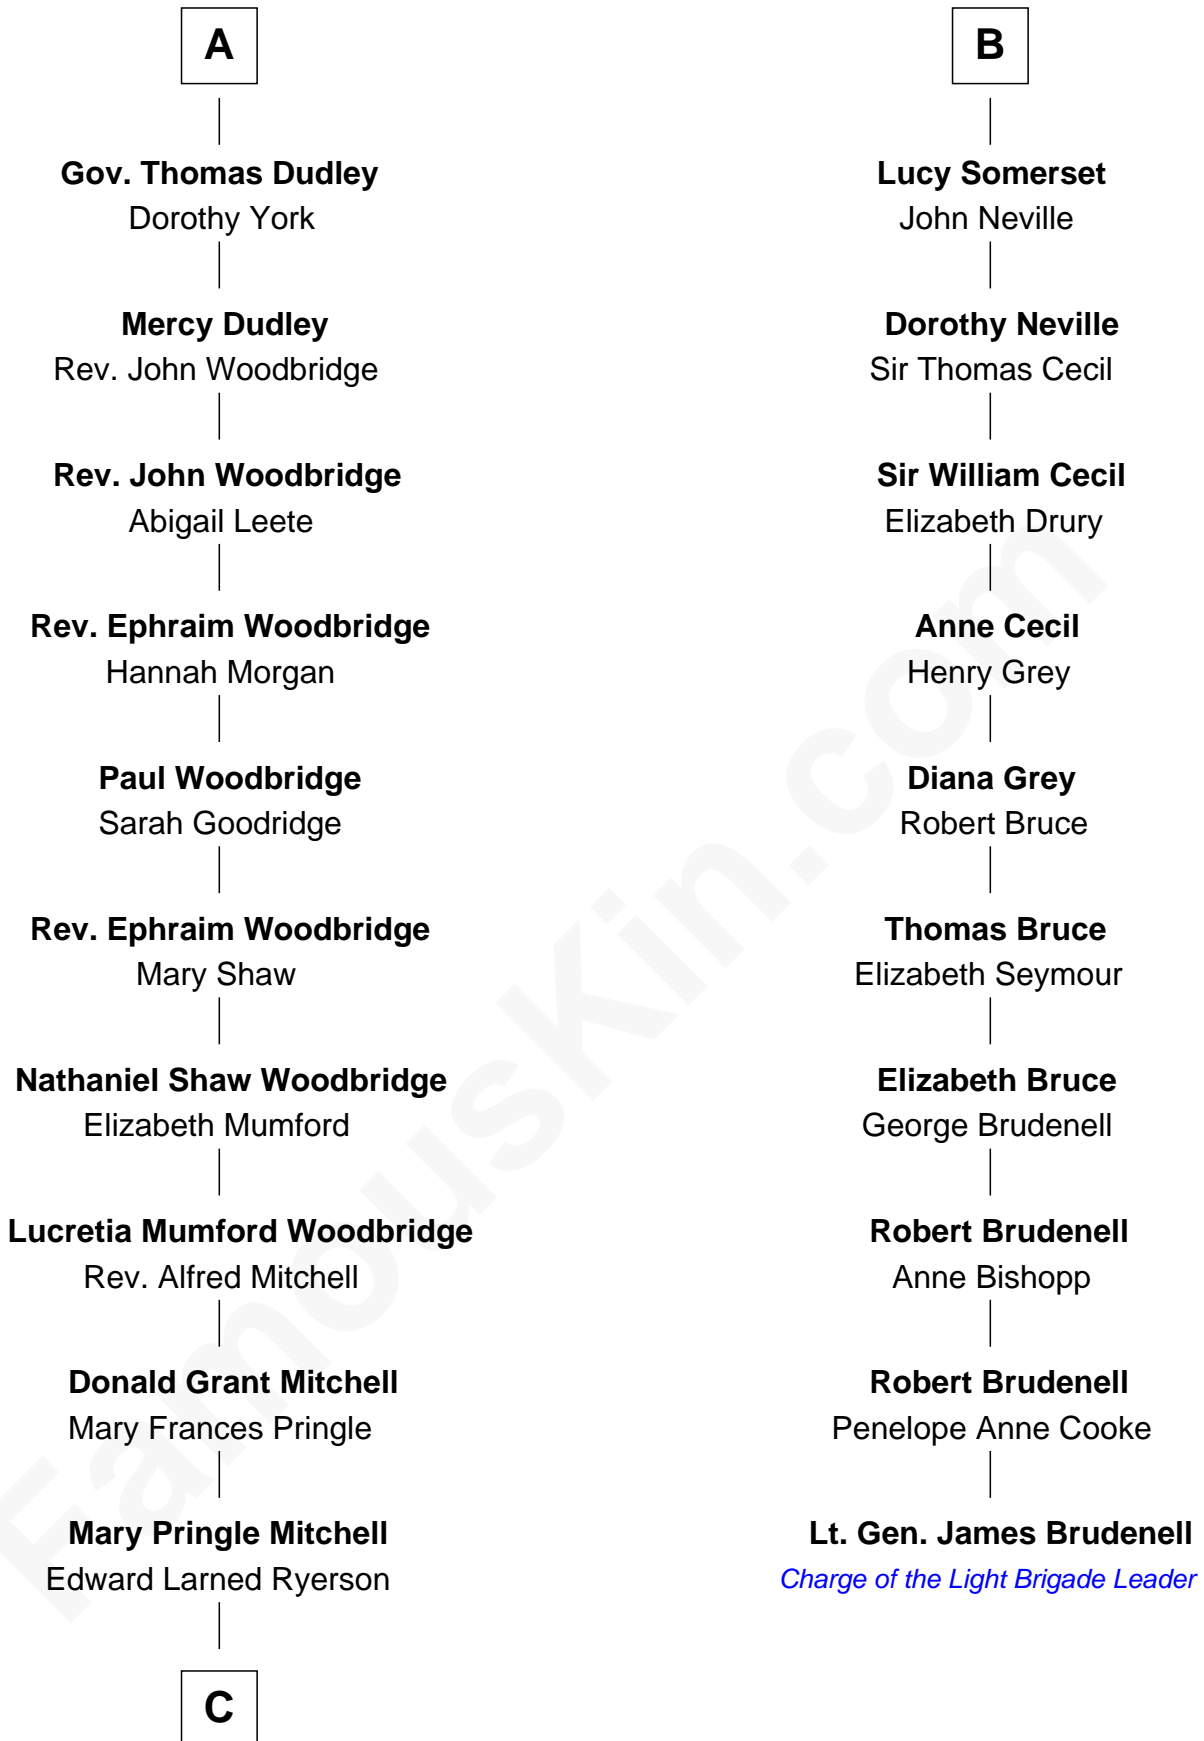 A
Gov. Thomas Dudley
Dorothy York
Mercy Dudley
Rev. John Woodbridge
Rev. John Woodbridge
Abigail Leete
Rev. Ephraim Woodbridge
Hannah Morgan
Paul Woodbridge
Sarah Goodridge
Rev. Ephraim Woodbridge
Mary Shaw
Nathaniel Shaw Woodbridge
Elizabeth Mumford
Lucretia Mumford Woodbridge
Rev. Alfred Mitchell
Donald Grant Mitchell
Mary Frances Pringle
Mary Pringle Mitchell
Edward Larned Ryerson
C
B
Lucy Somerset
John Neville
Dorothy Neville
Sir Thomas Cecil
Sir William Cecil
Elizabeth Drury
Anne Cecil
Henry Grey
Diana Grey
Robert Bruce
Thomas Bruce
Elizabeth Seymour
Elizabeth Bruce
George Brudenell
Robert Brudenell
Anne Bishopp
Robert Brudenell
Penelope Anne Cooke
Lt. Gen. James Brudenell
Charge of the Light Brigade Leader
FamousKin.com